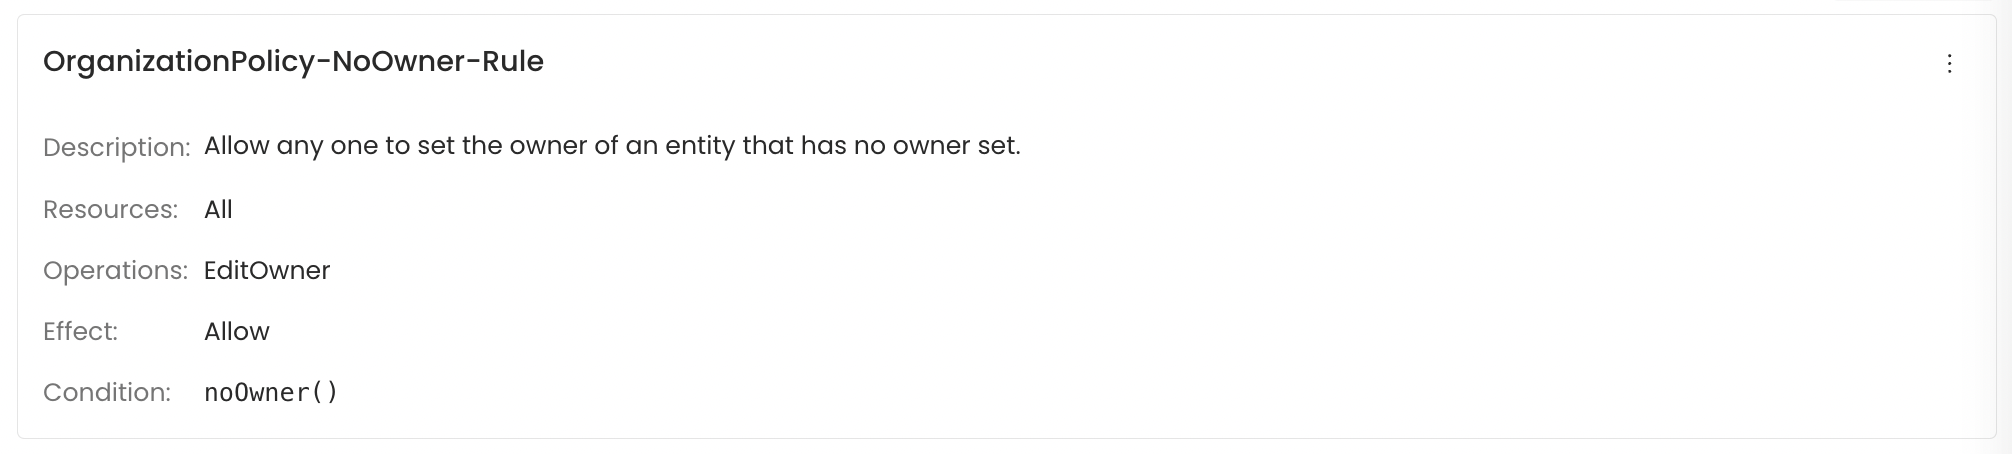 OrganizationPolicy-NoOwner-Rule
Description: Allow any one to set the owner of an entity that has no owner set.
Resources: All
Operations: EditOwner
Effect: Allow
Condition: noOwner()